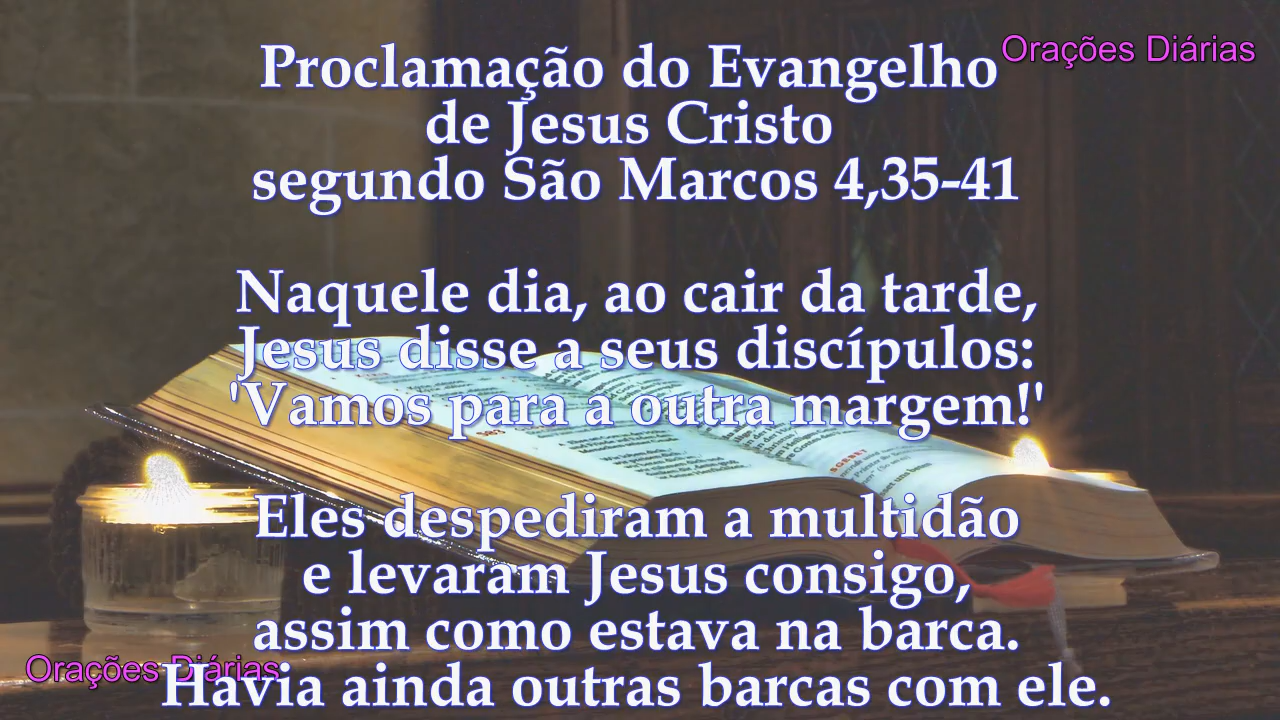 Orações Diárias
Proclamação do Evangelho
de Jesus Cristo
segundo São Marcos 4,35-41
Naquele dia, ao cair da tarde,
Jesus disse a seus discípulos:
'Vamos para a outra margem!'
Eles despediram a multidão
e levaram Jesus consigo,
assim como estava na barca.
Orações Diárias
Havia ainda outras barcas com ele.